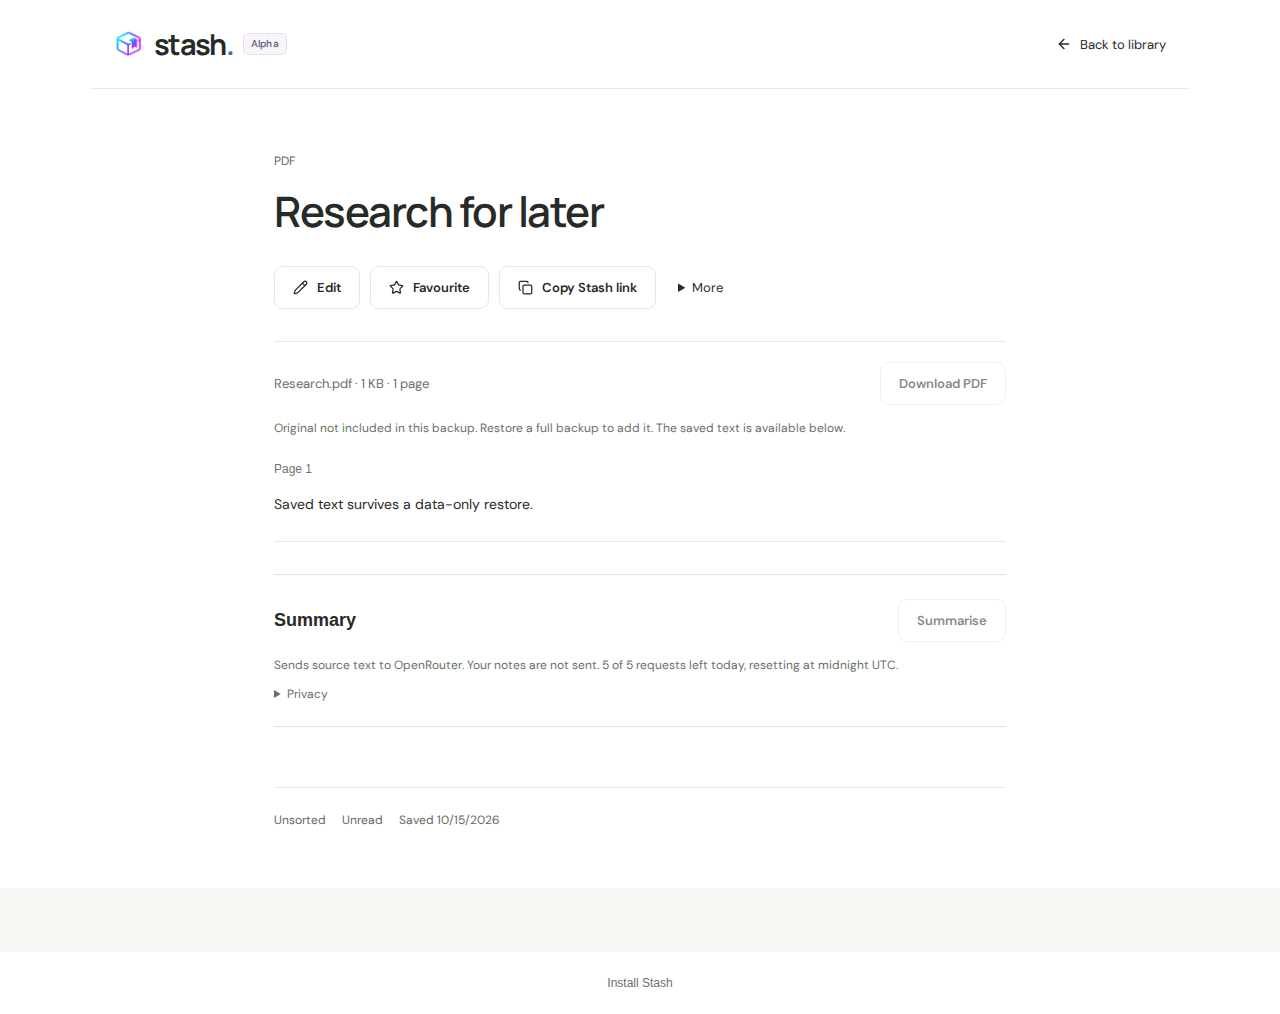 stash. Alpha
Back to library
PDF
Research for later
Edit
Favourite
Copy Stash link
More
Research.pdf · 1 KB · 1 page
Download PDF
Original not included in this backup. Restore a full backup to add it. The saved text is available below.
Page 1
Saved text survives a data-only restore.
Summary
Summarise
Sends source text to OpenRouter. Your notes are not sent. 5 of 5 requests left today, resetting at midnight UTC.
Privacy
Unsorted Unread Saved 10/15/2026
Install Stash